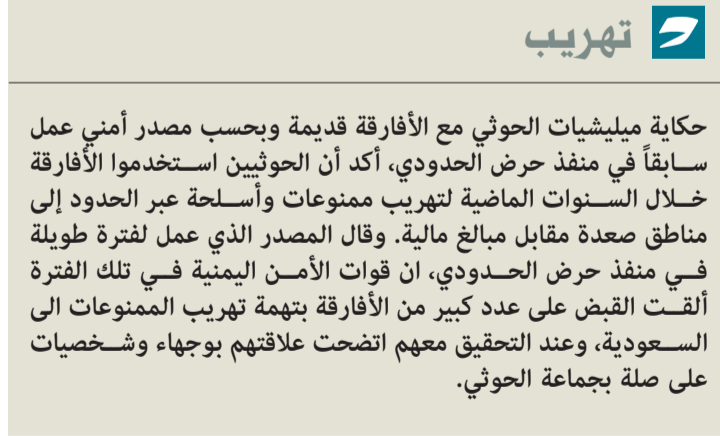 تهريب
حكاية ميليشيات الحوثي مع الأفارقة قديمة وبحسب مصدر أمني عمل
سابقاً في منفذ حرض الحدودي، أكد أن الحوثيين استخدموا الأفارقة
خلال السنوات الماضية لتهريب ممنوعات وأسلحة عبر الحدود إلى
مناطق صعدة مقابل مبالغ مالية. وقال المصدر الذي عمل لفترة طويلة
في منفذ حرض الحدودي، ان قوات الأمن اليمنية في تلك الفترة
ألقت القبض على عدد كبير من الأفارقة بتهمة تهريب الممنوعات الى
السعودية، وعند التحقيق معهم اتضحت علاقتهم بوجهاء وشخصيات
على صلة بجماعة الحوثي.